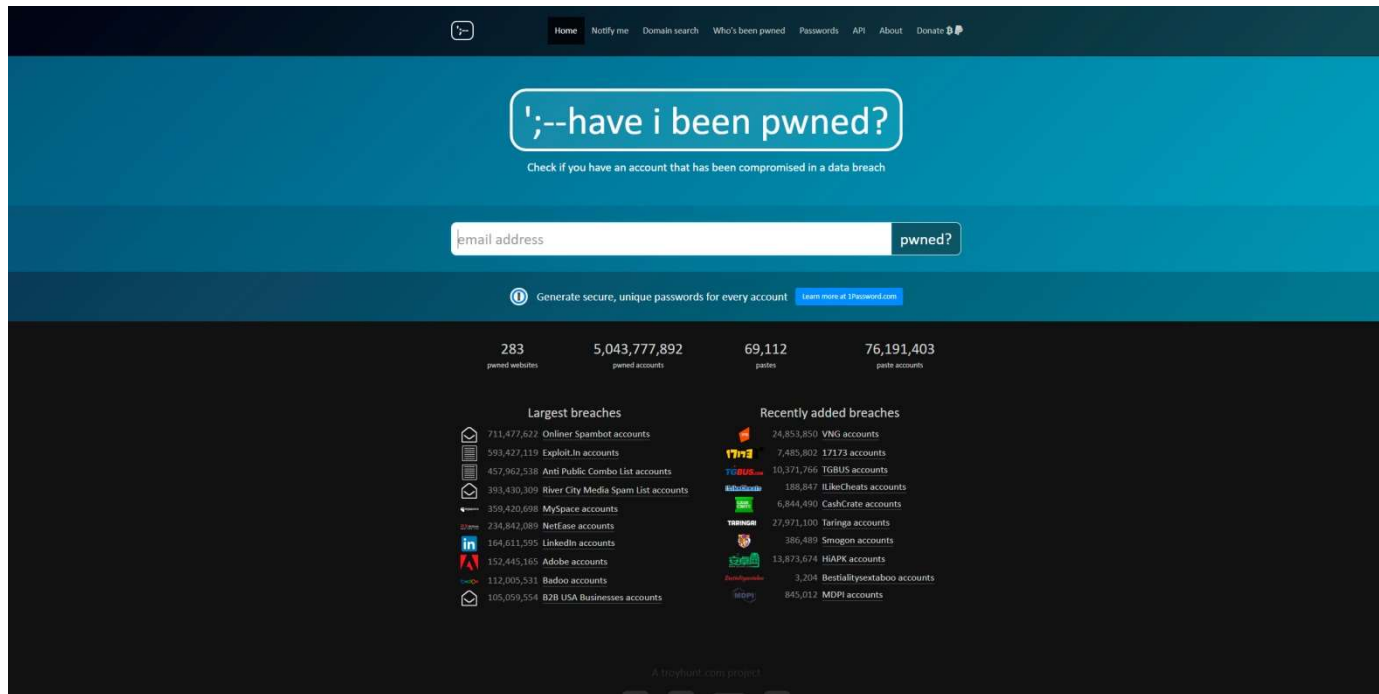 ';--
Home Notify me Domain search Who's been pwned Passwords API About Donate
';--have i been pwned?
Check if you have an account that has been compromised in a data breach
email address
pwned?
Generate secure, unique passwords for every account Learn more at 1Password.com
283 5,043,777,892 69,112 76,191,403
pwned websites pwned accounts pastes paste accounts
Largest breaches
711,477,622 Onliner Spambot accounts
593,427,119 Exploit.In accounts
457,962,538 Anti Public Combo List accounts
393,430,309 River City Media Spam List accounts
359,420,698 MySpace accounts
234,842,089 NetEase accounts
in 164,611,595 LinkedIn accounts
152,445,165 Adobe accounts
112,005,531 Badoo accounts
105,059,554 B2B USA Businesses accounts
Recently added breaches
24,853,850 VNG accounts
17173 7,485,802 17173 accounts
TGBUS.com 10,371,766 TGBUS accounts
188,847 ILikeCheats accounts
6,844,490 CashCrate accounts
TARINGA! 27,971,100 Taringa accounts
386,489 Smogon accounts
13,873,674 HiAPK accounts
3,204 Bestialitysextaboo accounts
MDPI 845,012 MDPI accounts
A troyhunt.com project